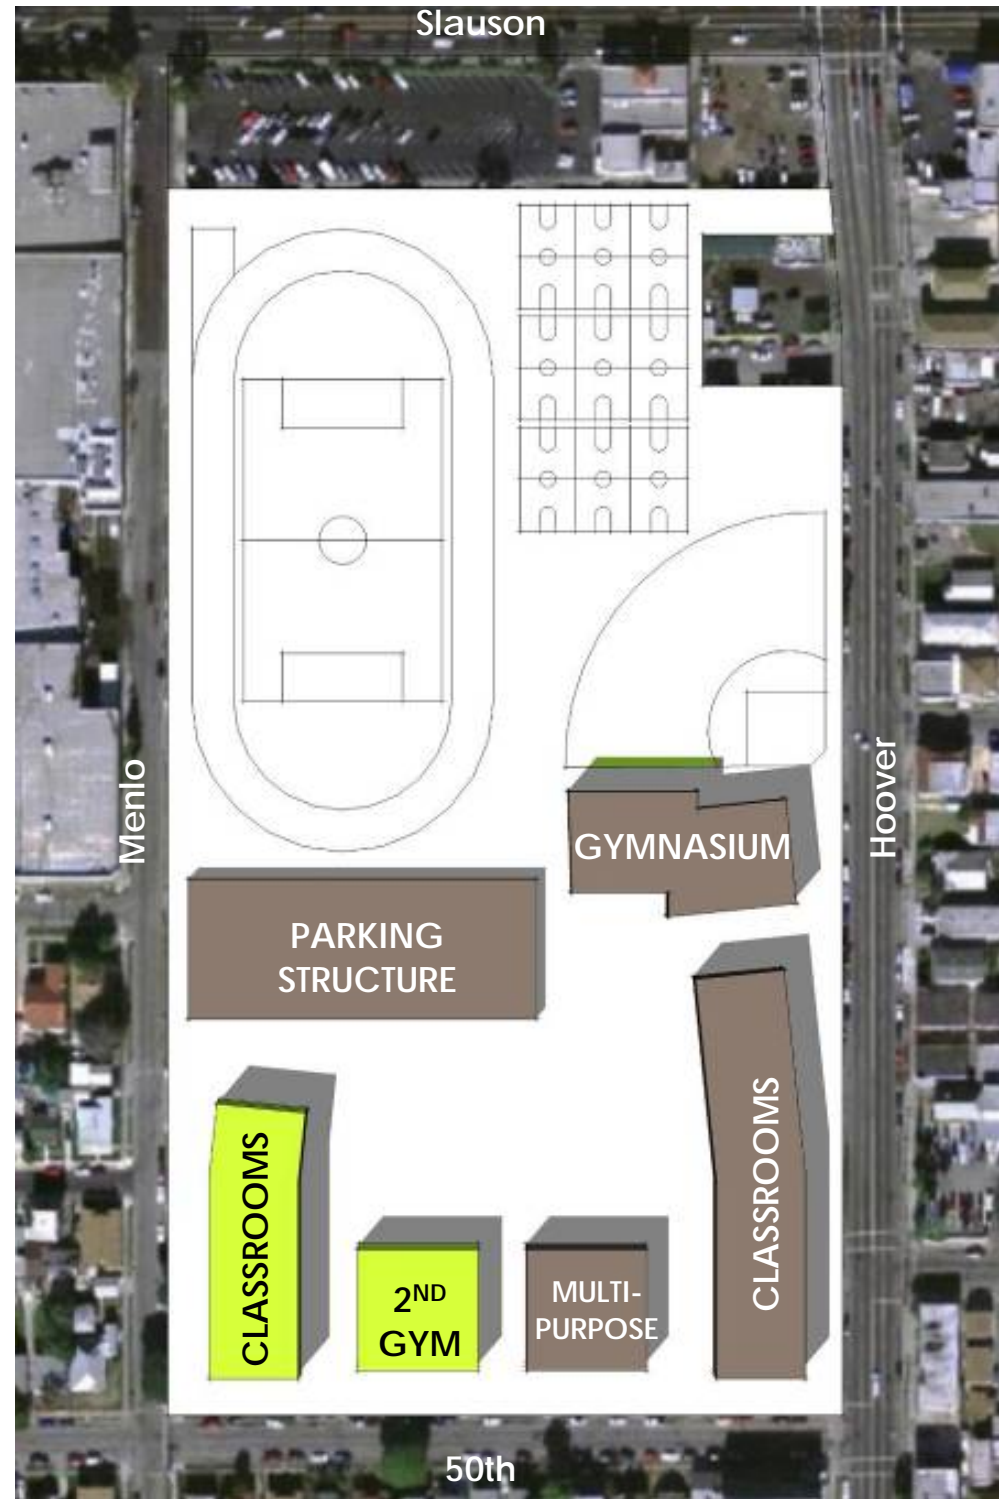 Slauson
Menlo
Hoover
GYMNASIUM
PARKING
STRUCTURE
CLASSROOMS
CLASSROOMS
2ND
GYM
MULTI-
PURPOSE
50th